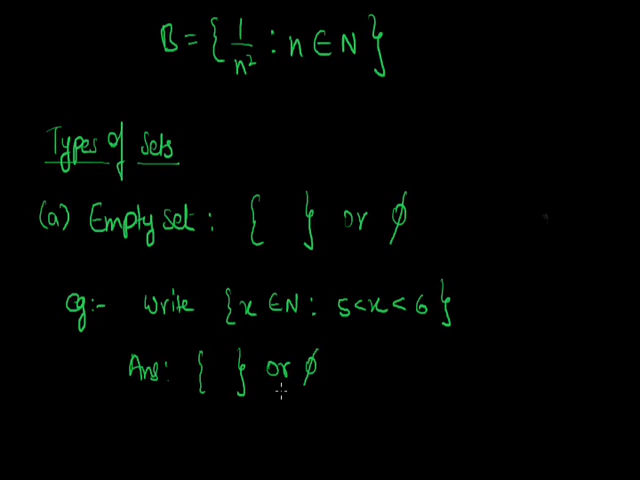 B = { 1/n² : n ∈ N }
Types of Sets
(a) Empty set : { } or ϕ
eg:- Write {x ∈ N : 5<x<6}
Ans: { } or ϕ